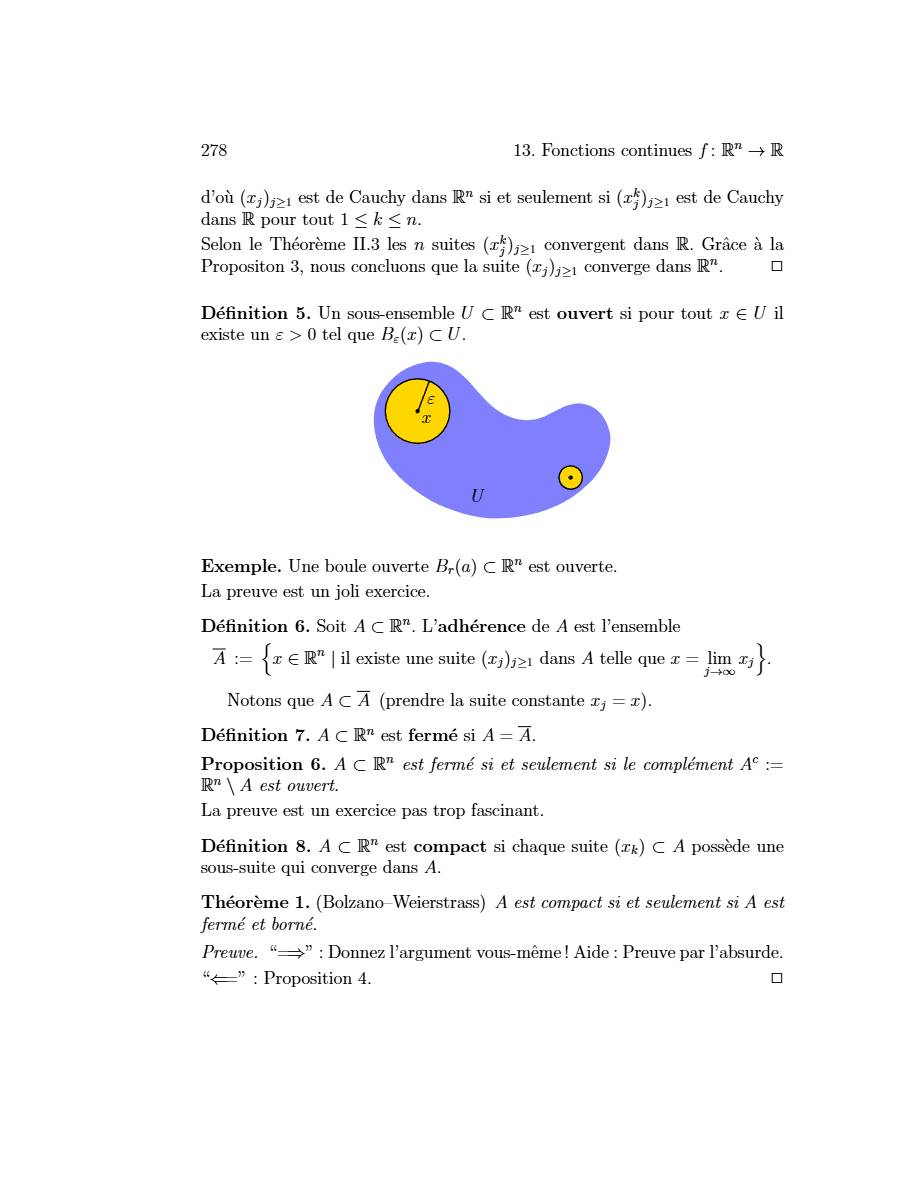 278 13. Fonctions continues f : ℝⁿ → ℝ
d'où (x_j)_{j≥1} est de Cauchy dans ℝⁿ si et seulement si (x_j^k)_{j≥1} est de Cauchy
dans ℝ pour tout 1 ≤ k ≤ n.
Selon le Théorème II.3 les n suites (x_j^k)_{j≥1} convergent dans ℝ. Grâce à la
Propositon 3, nous concluons que la suite (x_j)_{j≥1} converge dans ℝⁿ. □
Définition 5. Un sous-ensemble U ⊂ ℝⁿ est ouvert si pour tout x ∈ U il
existe un ε > 0 tel que B_ε(x) ⊂ U.
ε
x
U
Exemple. Une boule ouverte B_r(a) ⊂ ℝⁿ est ouverte.
La preuve est un joli exercice.
Définition 6. Soit A ⊂ ℝⁿ. L'adhérence de A est l'ensemble
A̅ := {x ∈ ℝⁿ | il existe une suite (x_j)_{j≥1} dans A telle que x = lim_{j→∞} x_j}.
Notons que A ⊂ A̅ (prendre la suite constante x_j = x).
Définition 7. A ⊂ ℝⁿ est fermé si A = A̅.
Proposition 6. A ⊂ ℝⁿ est fermé si et seulement si le complément Aᶜ :=
ℝⁿ \ A est ouvert.
La preuve est un exercice pas trop fascinant.
Définition 8. A ⊂ ℝⁿ est compact si chaque suite (x_k) ⊂ A possède une
sous-suite qui converge dans A.
Théorème 1. (Bolzano–Weierstrass) A est compact si et seulement si A est
fermé et borné.
Preuve. “⟹” : Donnez l'argument vous-même ! Aide : Preuve par l'absurde.
“⟸” : Proposition 4. □